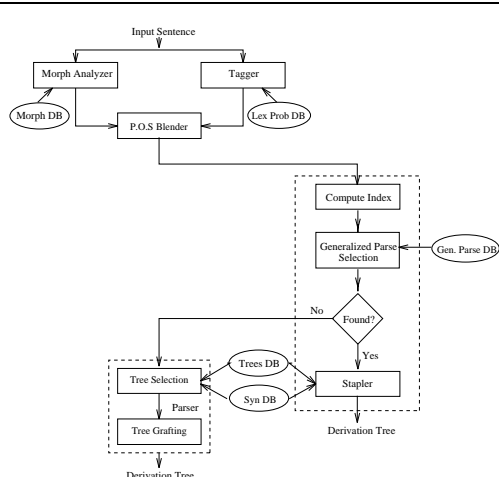 Input Sentence
Morph Analyzer
Tagger
Morph DB
Lex Prob DB
P.O.S Blender
Compute Index
Generalized Parse
Selection
Gen. Parse DB
No
Found?
Yes
Trees DB
Tree Selection
Stapler
Syn DB
Parser
Tree Grafting
Derivation Tree
Derivation Tree